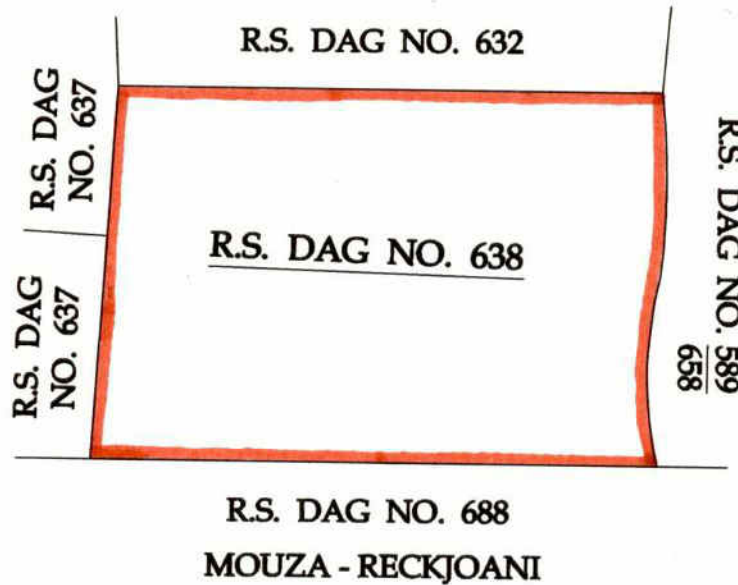 R.S. DAG NO. 632
R.S. DAG
NO. 637
R.S. DAG NO. 638
R.S. DAG
NO. 637
R.S. DAG NO. 589
658
R.S. DAG NO. 688
MOUZA - RECKJOANI